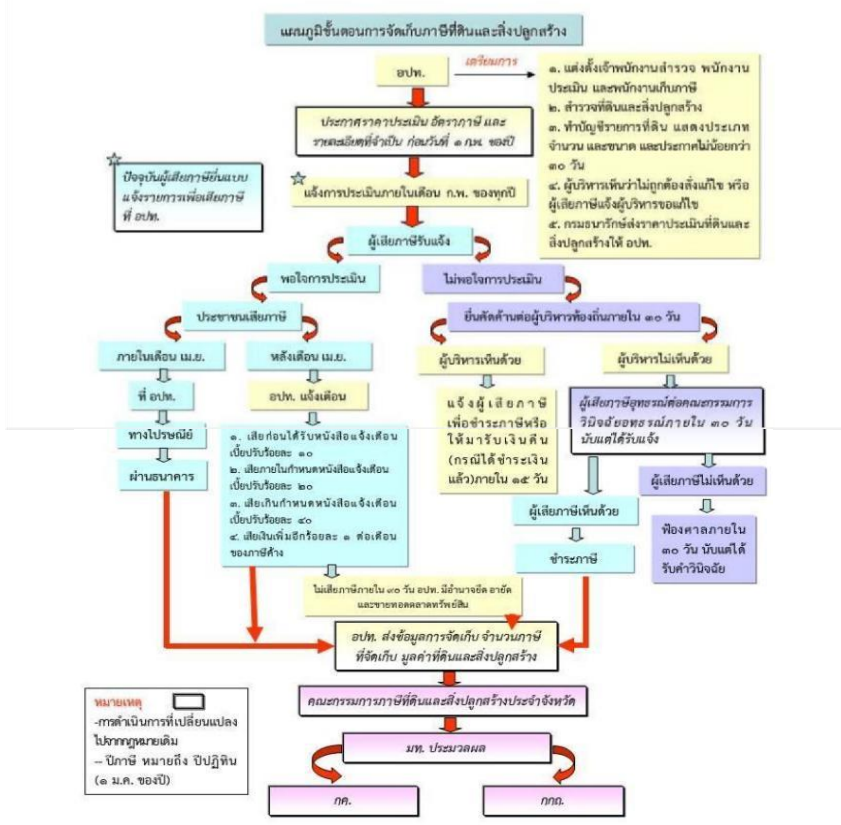 แผนภูมิขั้นตอนการจัดเก็บภาษีที่ดินและสิ่งปลูกสร้าง
อปท.
เตรียมการ
๑. แต่งตั้งเจ้าพนักงานสำรวจ พนักงาน
ประเมิน และพนักงานเก็บภาษี
๒. สำรวจที่ดินและสิ่งปลูกสร้าง
๓. ทำบัญชีรายการที่ดิน แสดงประเภท
จำนวน และขนาด และประกาศไม่น้อยกว่า
๓๐ วัน
๔. ผู้บริหารเห็นว่าไม่ถูกต้องสั่งแก้ไข หรือ
ผู้เสียภาษีแจ้งผู้บริหารขอแก้ไข
๕. กรมธนารักษ์ส่งราคาประเมินที่ดินและ
สิ่งปลูกสร้างให้ อปท.
ประกาศราคาประเมิน อัตราภาษี และ
รายละเอียดที่จำเป็น ก่อนวันที่ ๑ ก.พ. ของปี
ปัจจุบันผู้เสียภาษียื่นแบบ
แจ้งรายการเพื่อเสียภาษี
ที่ อปท.
แจ้งการประเมินภายในเดือน ก.พ. ของทุกปี
ผู้เสียภาษีรับแจ้ง
พอใจการประเมิน
ไม่พอใจการประเมิน
ประชาชนเสียภาษี
ยื่นคัดค้านต่อผู้บริหารท้องถิ่นภายใน ๓๐ วัน
ภายในเดือน เม.ย.
หลังเดือน เม.ย.
ผู้บริหารเห็นด้วย
ผู้บริหารไม่เห็นด้วย
ที่ อปท.
อปท. แจ้งเตือน
แจ้งผู้เสียภาษี
เพื่อชำระภาษีหรือ
ให้มารับเงินคืน
(กรณีได้ชำระเงิน
แล้ว)ภายใน ๑๕ วัน
ผู้เสียภาษีอุทธรณ์ต่อคณะกรรมการ
วินิจฉัยอุทธรณ์ภายใน ๓๐ วัน
นับแต่ได้รับแจ้ง
ทางไปรษณีย์
ผ่านธนาคาร
๑. เสียก่อนได้รับหนังสือแจ้งเตือน
เบี้ยปรับร้อยละ ๑๐
๒. เสียภายในกำหนดหนังสือแจ้งเตือน
เบี้ยปรับร้อยละ ๒๐
๓. เสียเกินกำหนดหนังสือแจ้งเตือน
เบี้ยปรับร้อยละ ๔๐
๔. เสียเงินเพิ่มอีกร้อยละ ๑ ต่อเดือน
ของภาษีค้าง
ผู้เสียภาษีไม่เห็นด้วย
ผู้เสียภาษีเห็นด้วย
ชำระภาษี
ฟ้องศาลภายใน
๓๐ วัน นับแต่ได้
รับคำวินิจฉัย
ไม่เสียภาษีภายใน ๙๐ วัน อปท. มีอำนาจยึด อายัด
และขายทอดตลาดทรัพย์สิน
อปท. ส่งข้อมูลการจัดเก็บ จำนวนภาษี
ที่จัดเก็บ มูลค่าที่ดินและสิ่งปลูกสร้าง
คณะกรรมการภาษีที่ดินและสิ่งปลูกสร้างประจำจังหวัด
มท. ประมวลผล
กค.
กกถ.
หมายเหตุ
-การดำเนินการที่เปลี่ยนแปลง
ไปจากกฎหมายเดิม
-- ปีภาษี หมายถึง ปีปฏิทิน
(๑ ม.ค. ของปี)